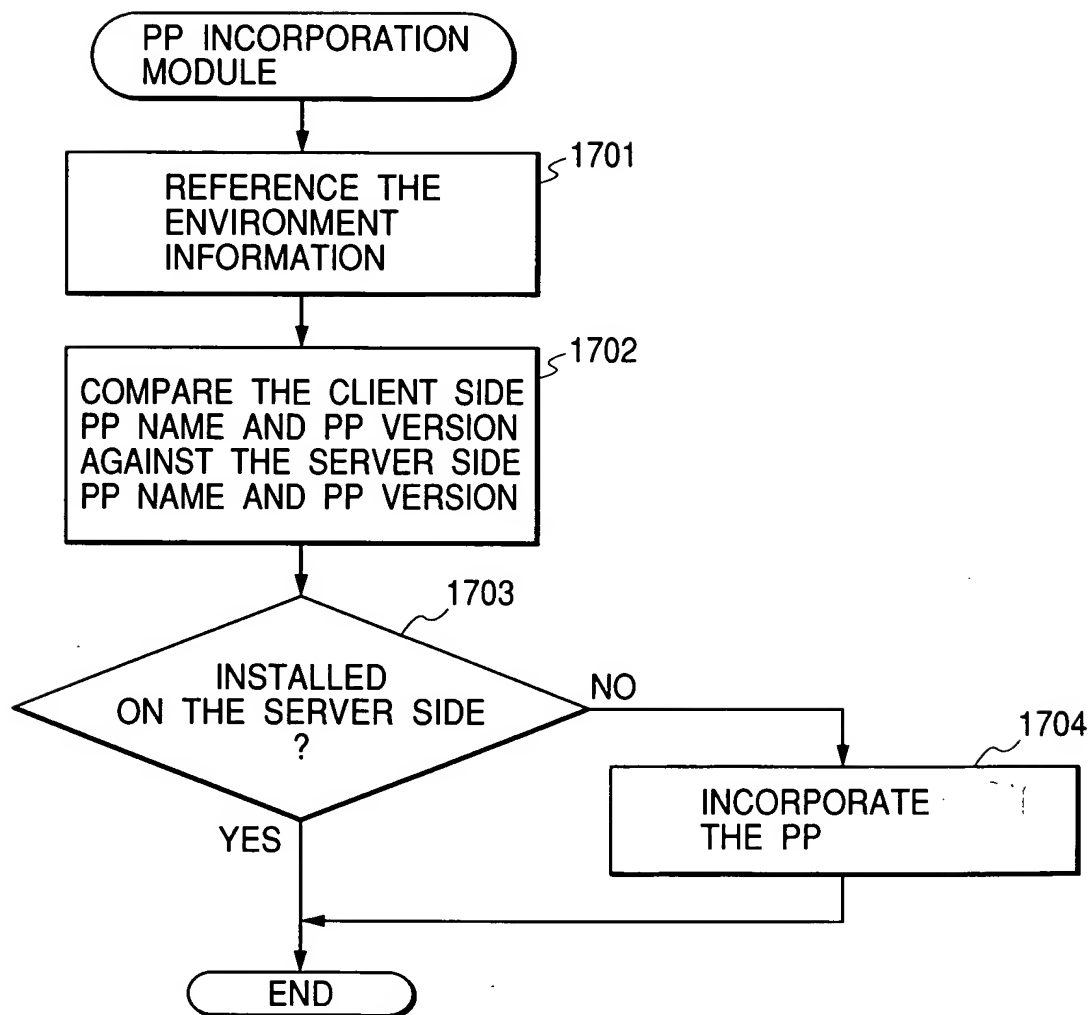 PP INCORPORATION
MODULE
1701
REFERENCE THE
ENVIRONMENT
INFORMATION
1702
COMPARE THE CLIENT SIDE
PP NAME AND PP VERSION
AGAINST THE SERVER SIDE
PP NAME AND PP VERSION
1703
INSTALLED
ON THE SERVER SIDE
?
NO
1704
INCORPORATE
THE PP
YES
END